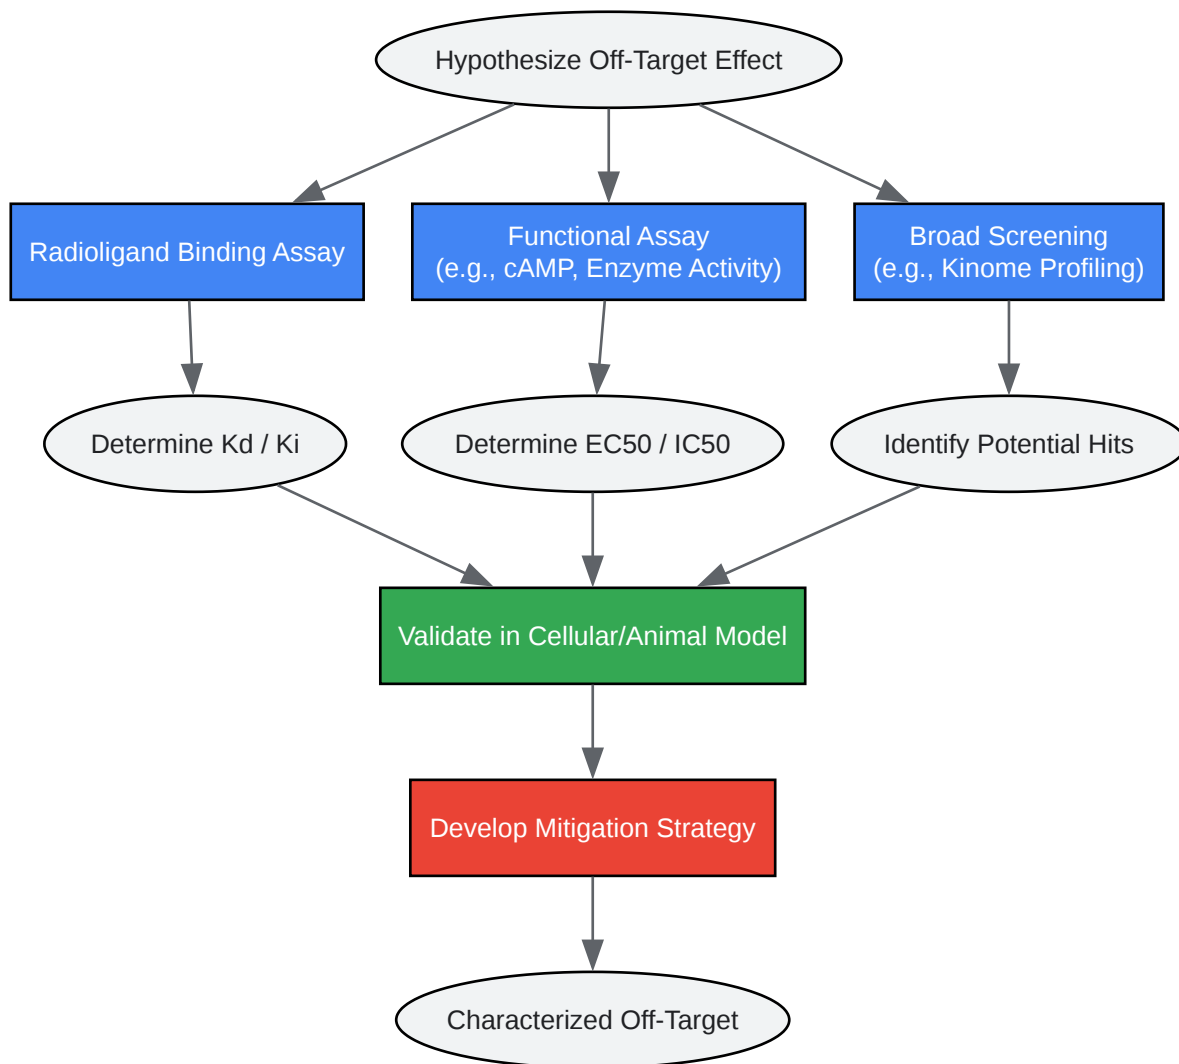 Hypothesize Off-Target Effect
Radioligand Binding Assay
Functional Assay
(e.g., cAMP, Enzyme Activity)
Broad Screening
(e.g., Kinome Profiling)
Determine Kd / Ki
Determine EC50 / IC50
Identify Potential Hits
Validate in Cellular/Animal Model
Develop Mitigation Strategy
Characterized Off-Target